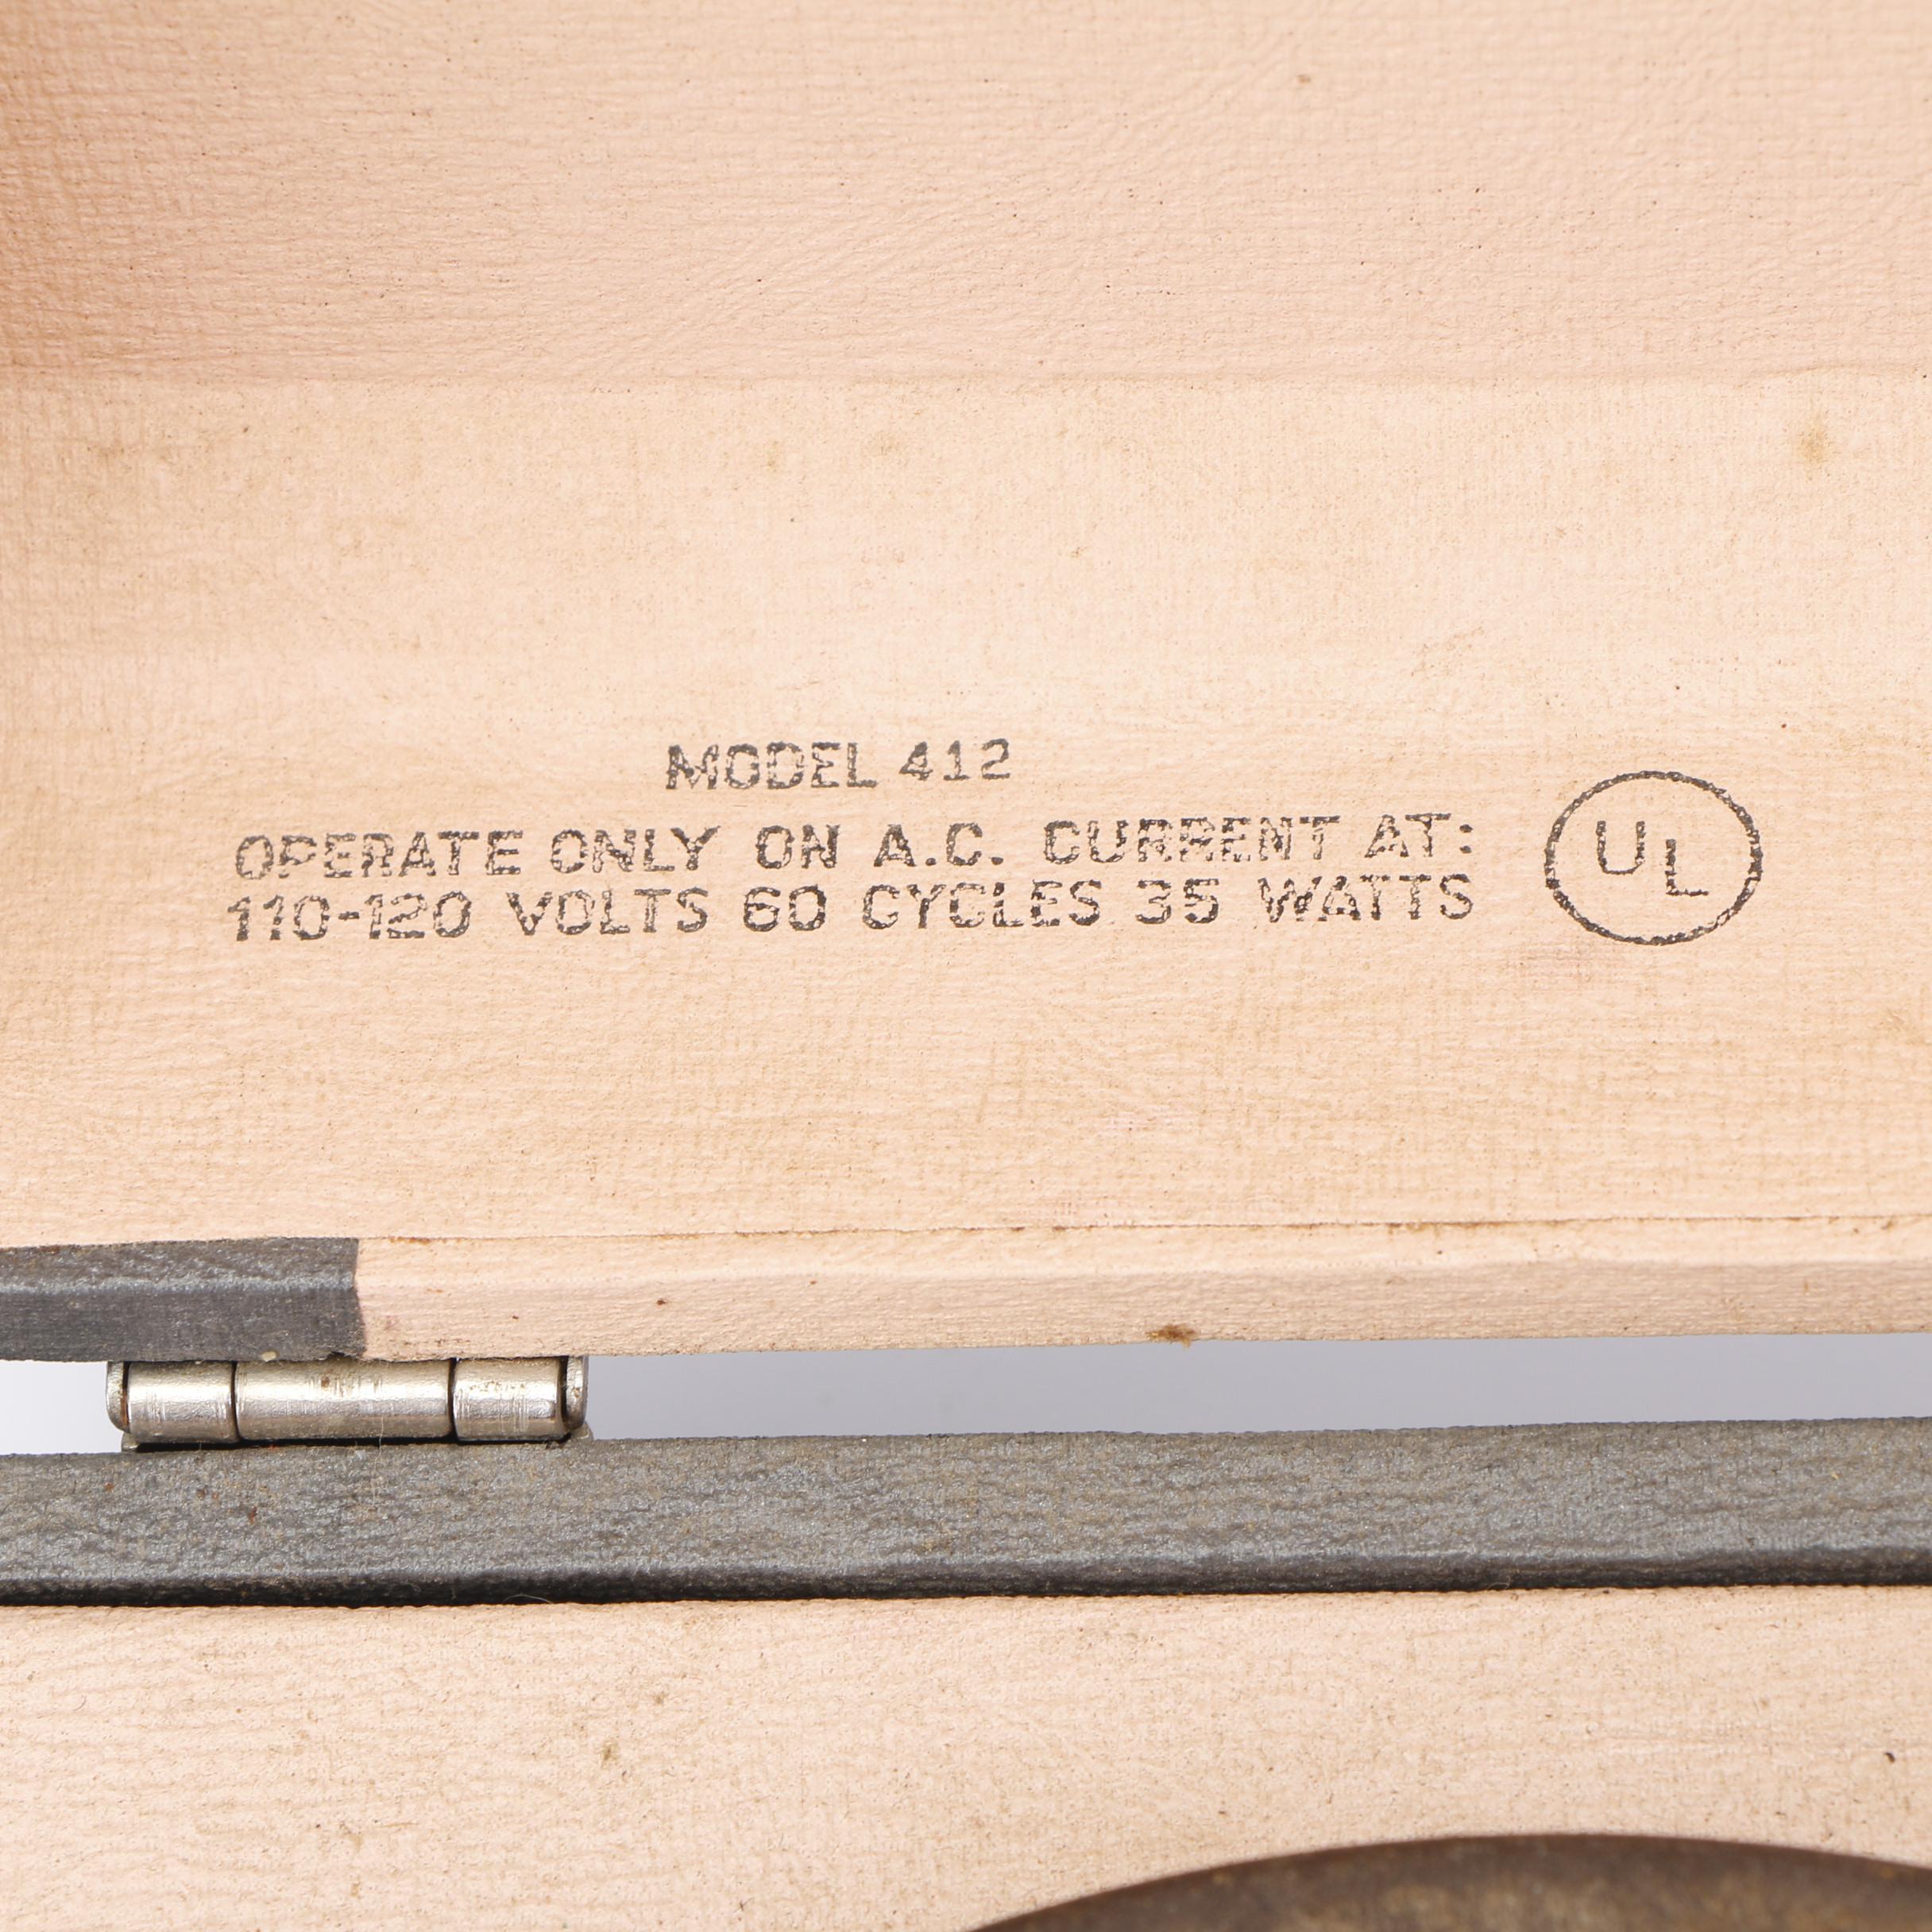 MODEL 412
OPERATE ONLY ON A.C. CURRENT AT:
110-120 VOLTS 60 CYCLES 35 WATTS
UL